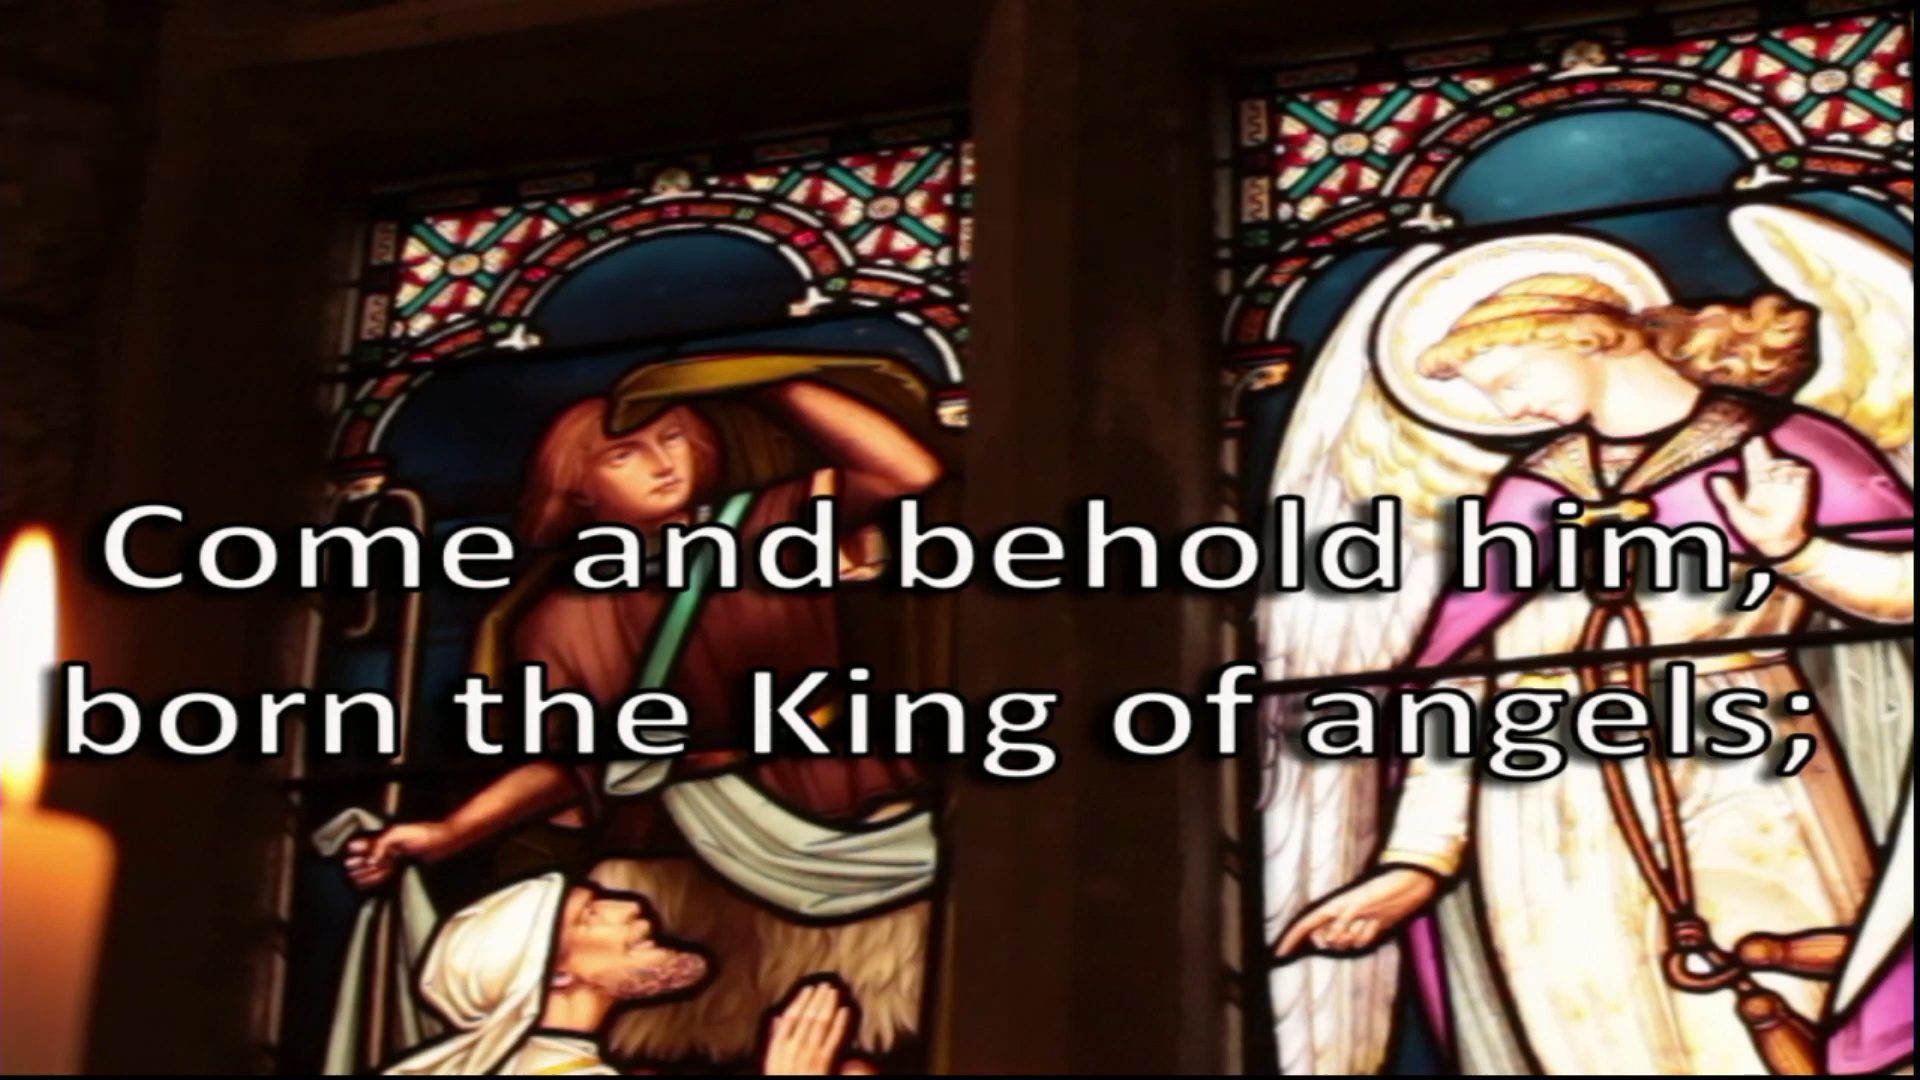 Come and behold him,
born the King of angels;